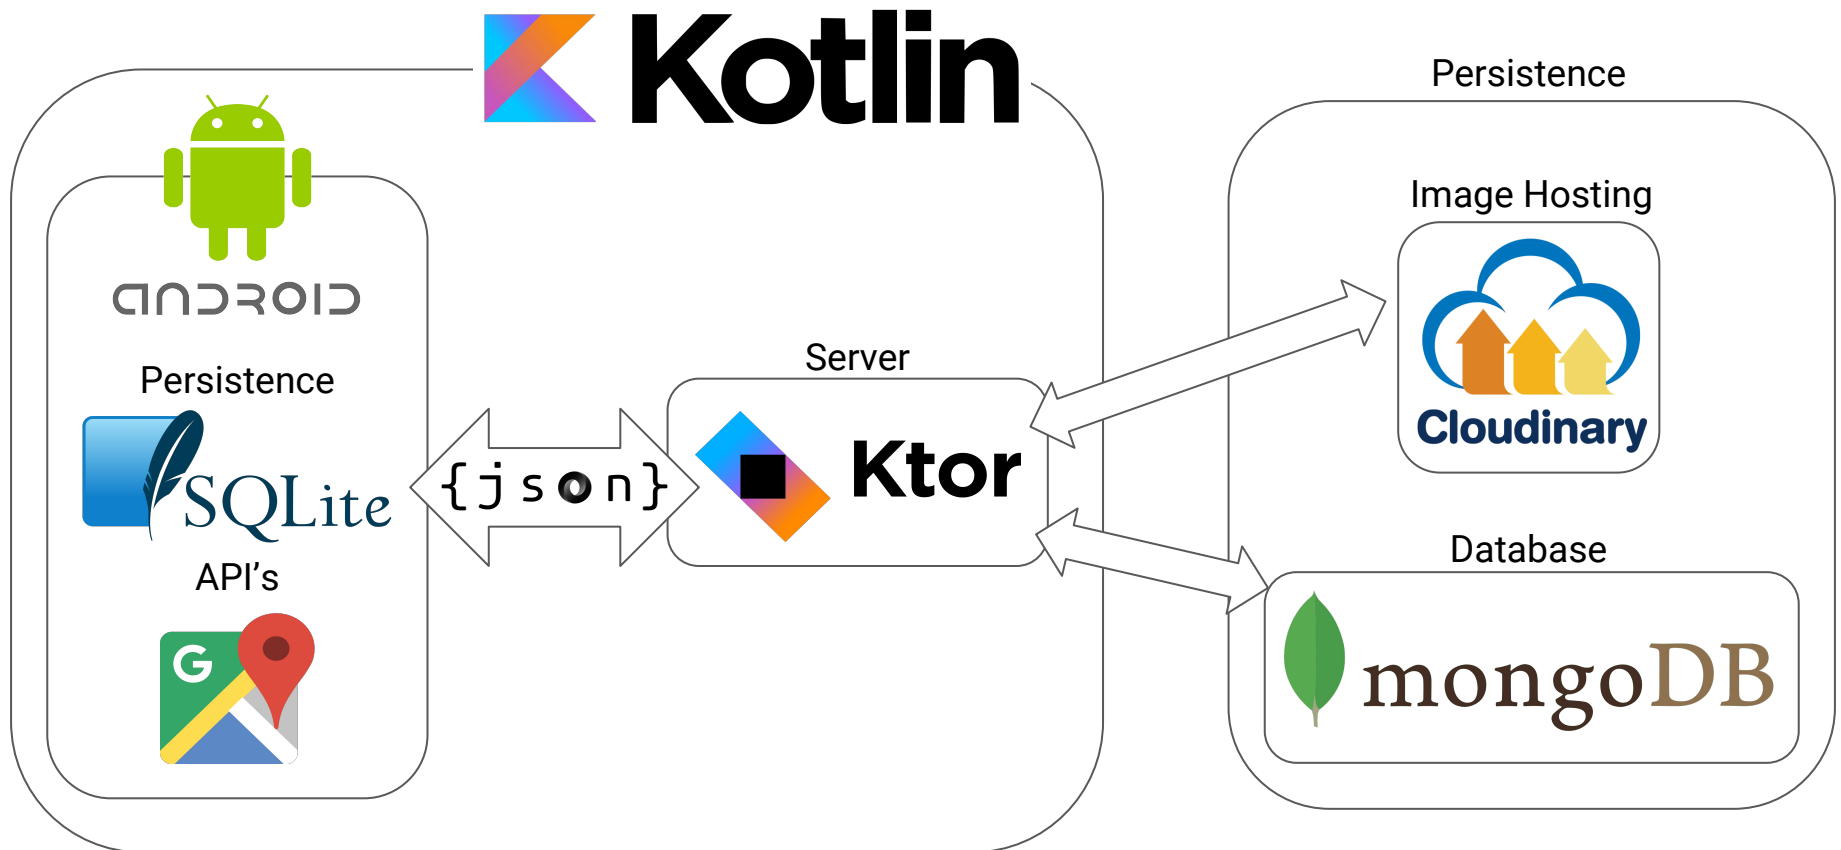 Kotlin
Persistence
Image Hosting
Cloudinary
ANDROID
Persistence
SQLite
API's
G
{json}
Server
Ktor
Database
mongoDB